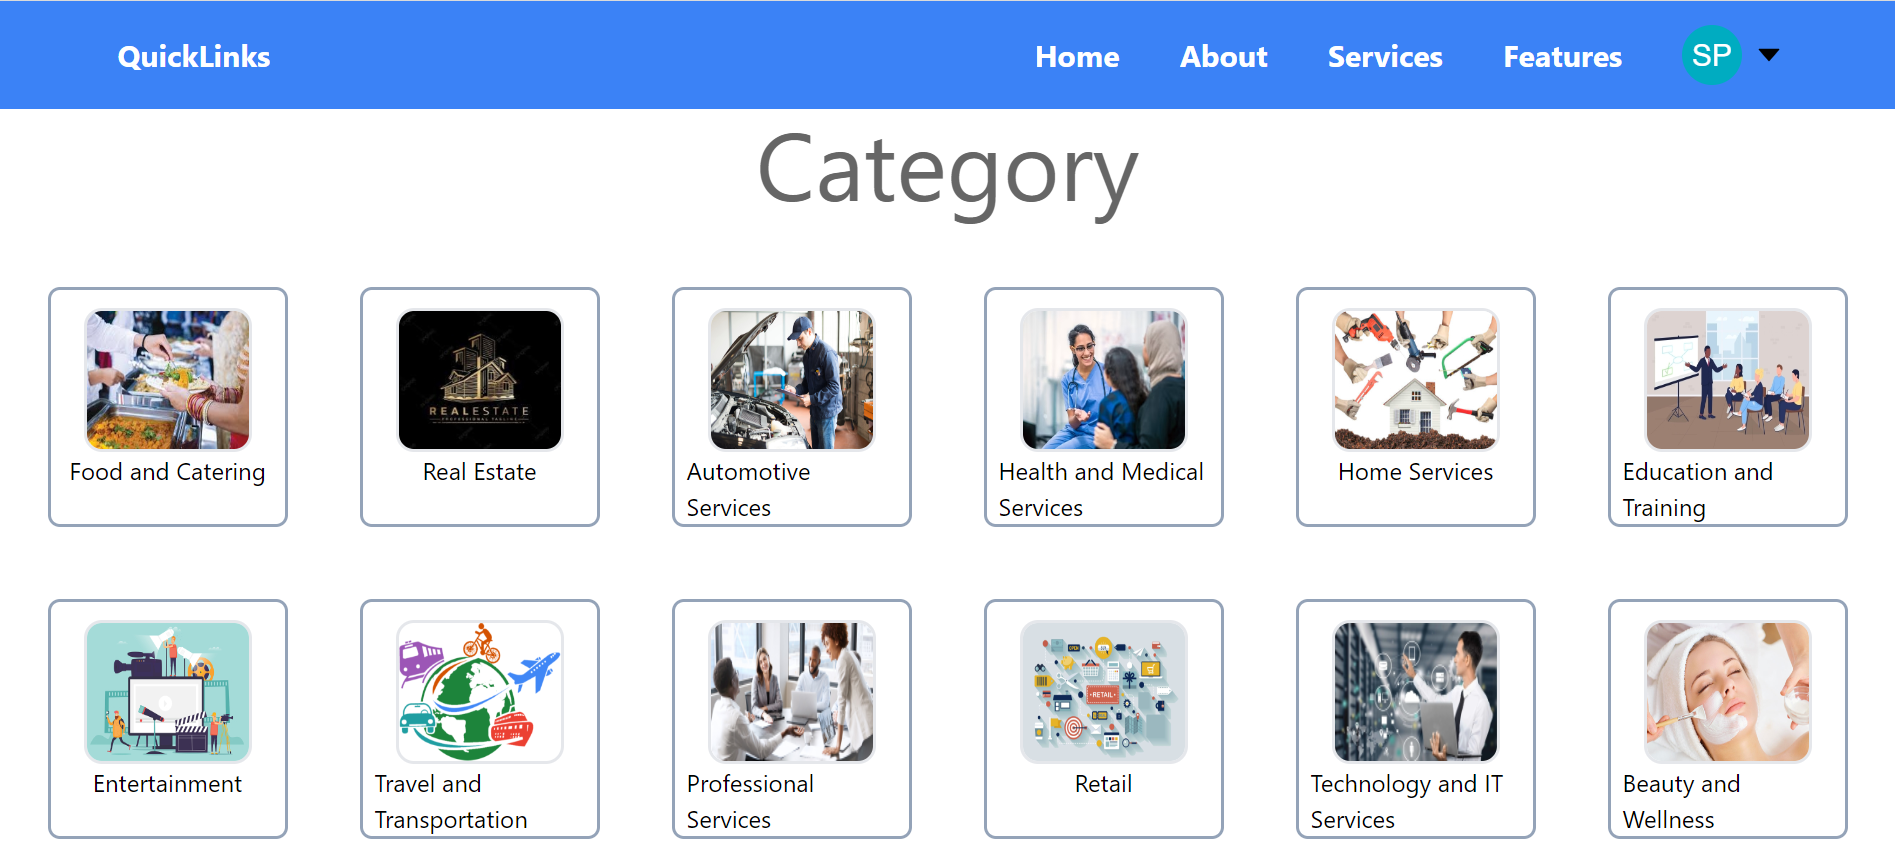 QuickLinks
Home
About
Services
Features
SP
Category
REALESTATE
Food and Catering
Real Estate
Automotive
Services
Health and Medical
Services
Home Services
Education and
Training
RETAIL
Entertainment
Travel and
Transportation
Professional
Services
Retail
Technology and IT
Services
Beauty and
Wellness